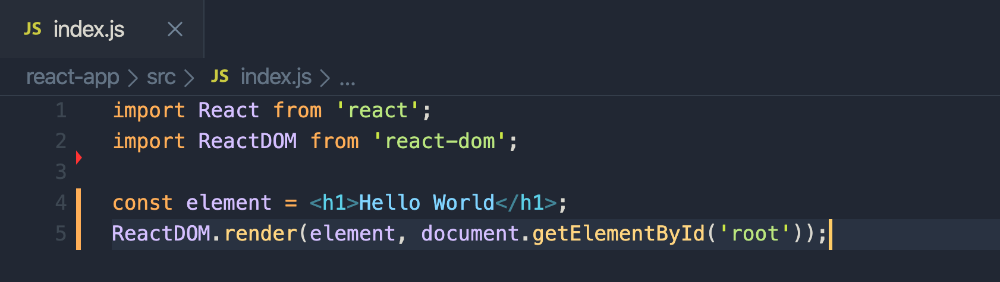 JS index.js ×
react-app > src > JS index.js > ...
1 import React from 'react';
2 import ReactDOM from 'react-dom';
3
4 const element = <h1>Hello World</h1>;
5 ReactDOM.render(element, document.getElementById('root'));